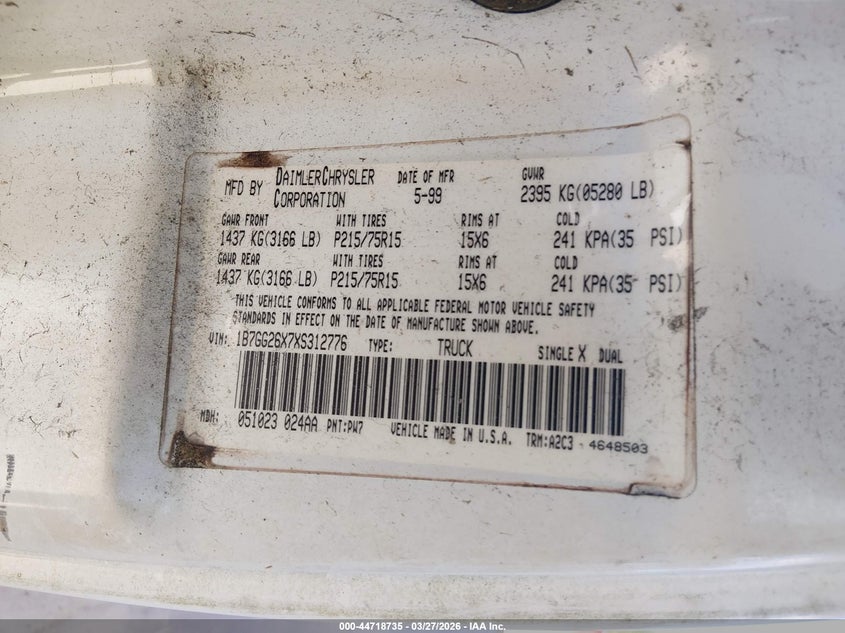 MFD BY DAIMLERCHRYSLER CORPORATION DATE OF MFR 5-99 GVWR 2395 KG(05280 LB)
GAWR FRONT WITH TIRES RIMS AT COLD
1437 KG(3166 LB) P215/75R15 15X6 241 KPA(35 PSI)
GAWR REAR WITH TIRES RIMS AT COLD
1437 KG(3166 LB) P215/75R15 15X6 241 KPA(35 PSI)
THIS VEHICLE CONFORMS TO ALL APPLICABLE FEDERAL MOTOR VEHICLE SAFETY
STANDARDS IN EFFECT ON THE DATE OF MANUFACTURE SHOWN ABOVE.
VIN: 1B7GG26X7XS312776 TYPE: TRUCK SINGLE X DUAL
MDH: 051023 024AA PNT:PW7 VEHICLE MADE IN U.S.A. TRM:A2C3 - 4648503
000-44718735 - 03/27/2026 - IAA Inc.